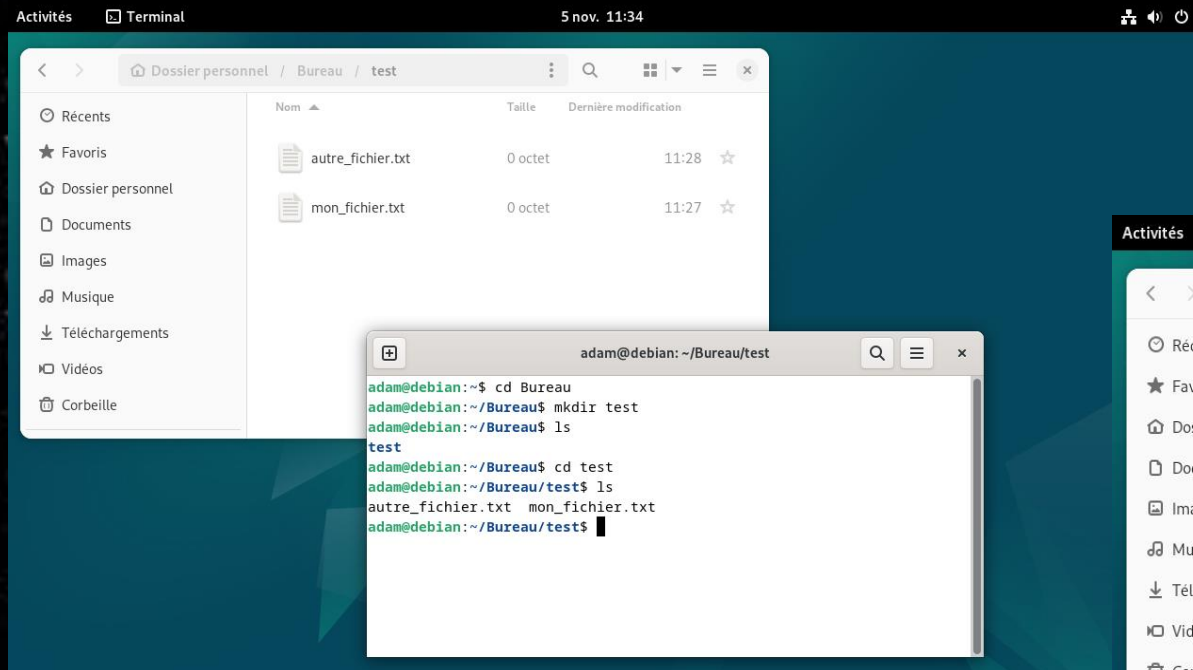 Activités Terminal 5 nov. 11:34
Dossier personnel / Bureau / test
Récents
Favoris
Dossier personnel
Documents
Images
Musique
Téléchargements
Vidéos
Corbeille
Nom Taille Dernière modification
autre_fichier.txt 0 octet 11:28
mon_fichier.txt 0 octet 11:27
adam@debian: ~/Bureau/test
adam@debian:~$ cd Bureau
adam@debian:~/Bureau$ mkdir test
adam@debian:~/Bureau$ ls
test
adam@debian:~/Bureau$ cd test
adam@debian:~/Bureau/test$ ls
autre_fichier.txt mon_fichier.txt
adam@debian:~/Bureau/test$
Activités